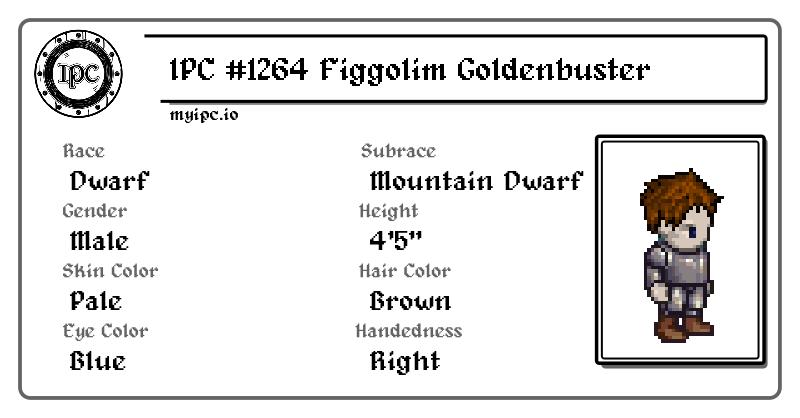 IPC
IPC #1264 Figgolim Goldenbuster
myipc.io
Race
Dwarf
Subrace
Mountain Dwarf
Gender
Male
Height
4'5"
Skin Color
Pale
Hair Color
Brown
Eye Color
Blue
Handedness
Right